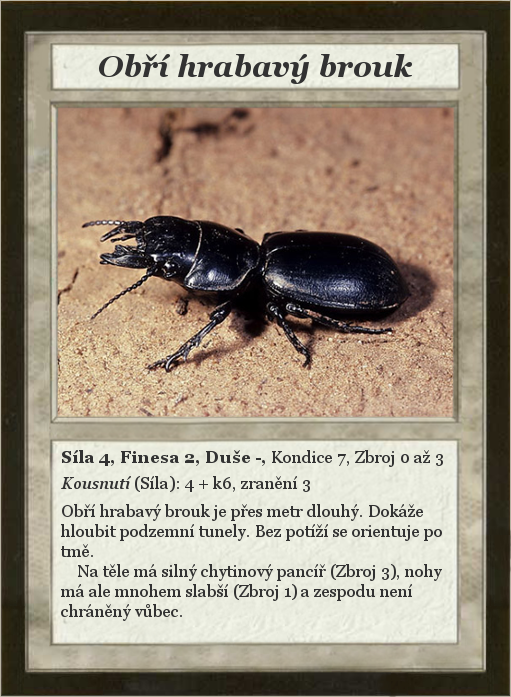 Obří hrabavý brouk
Síla 4, Finesa 2, Duše -, Kondice 7, Zbroj 0 až 3
Kousnutí (Síla): 4 + k6, zranění 3
Obří hrabavý brouk je přes metr dlouhý. Dokáže
hloubit podzemní tunely. Bez potíží se orientuje po
tmě.
Na těle má silný chytinový pancíř (Zbroj 3), nohy
má ale mnohem slabší (Zbroj 1) a zespodu není
chráněný vůbec.